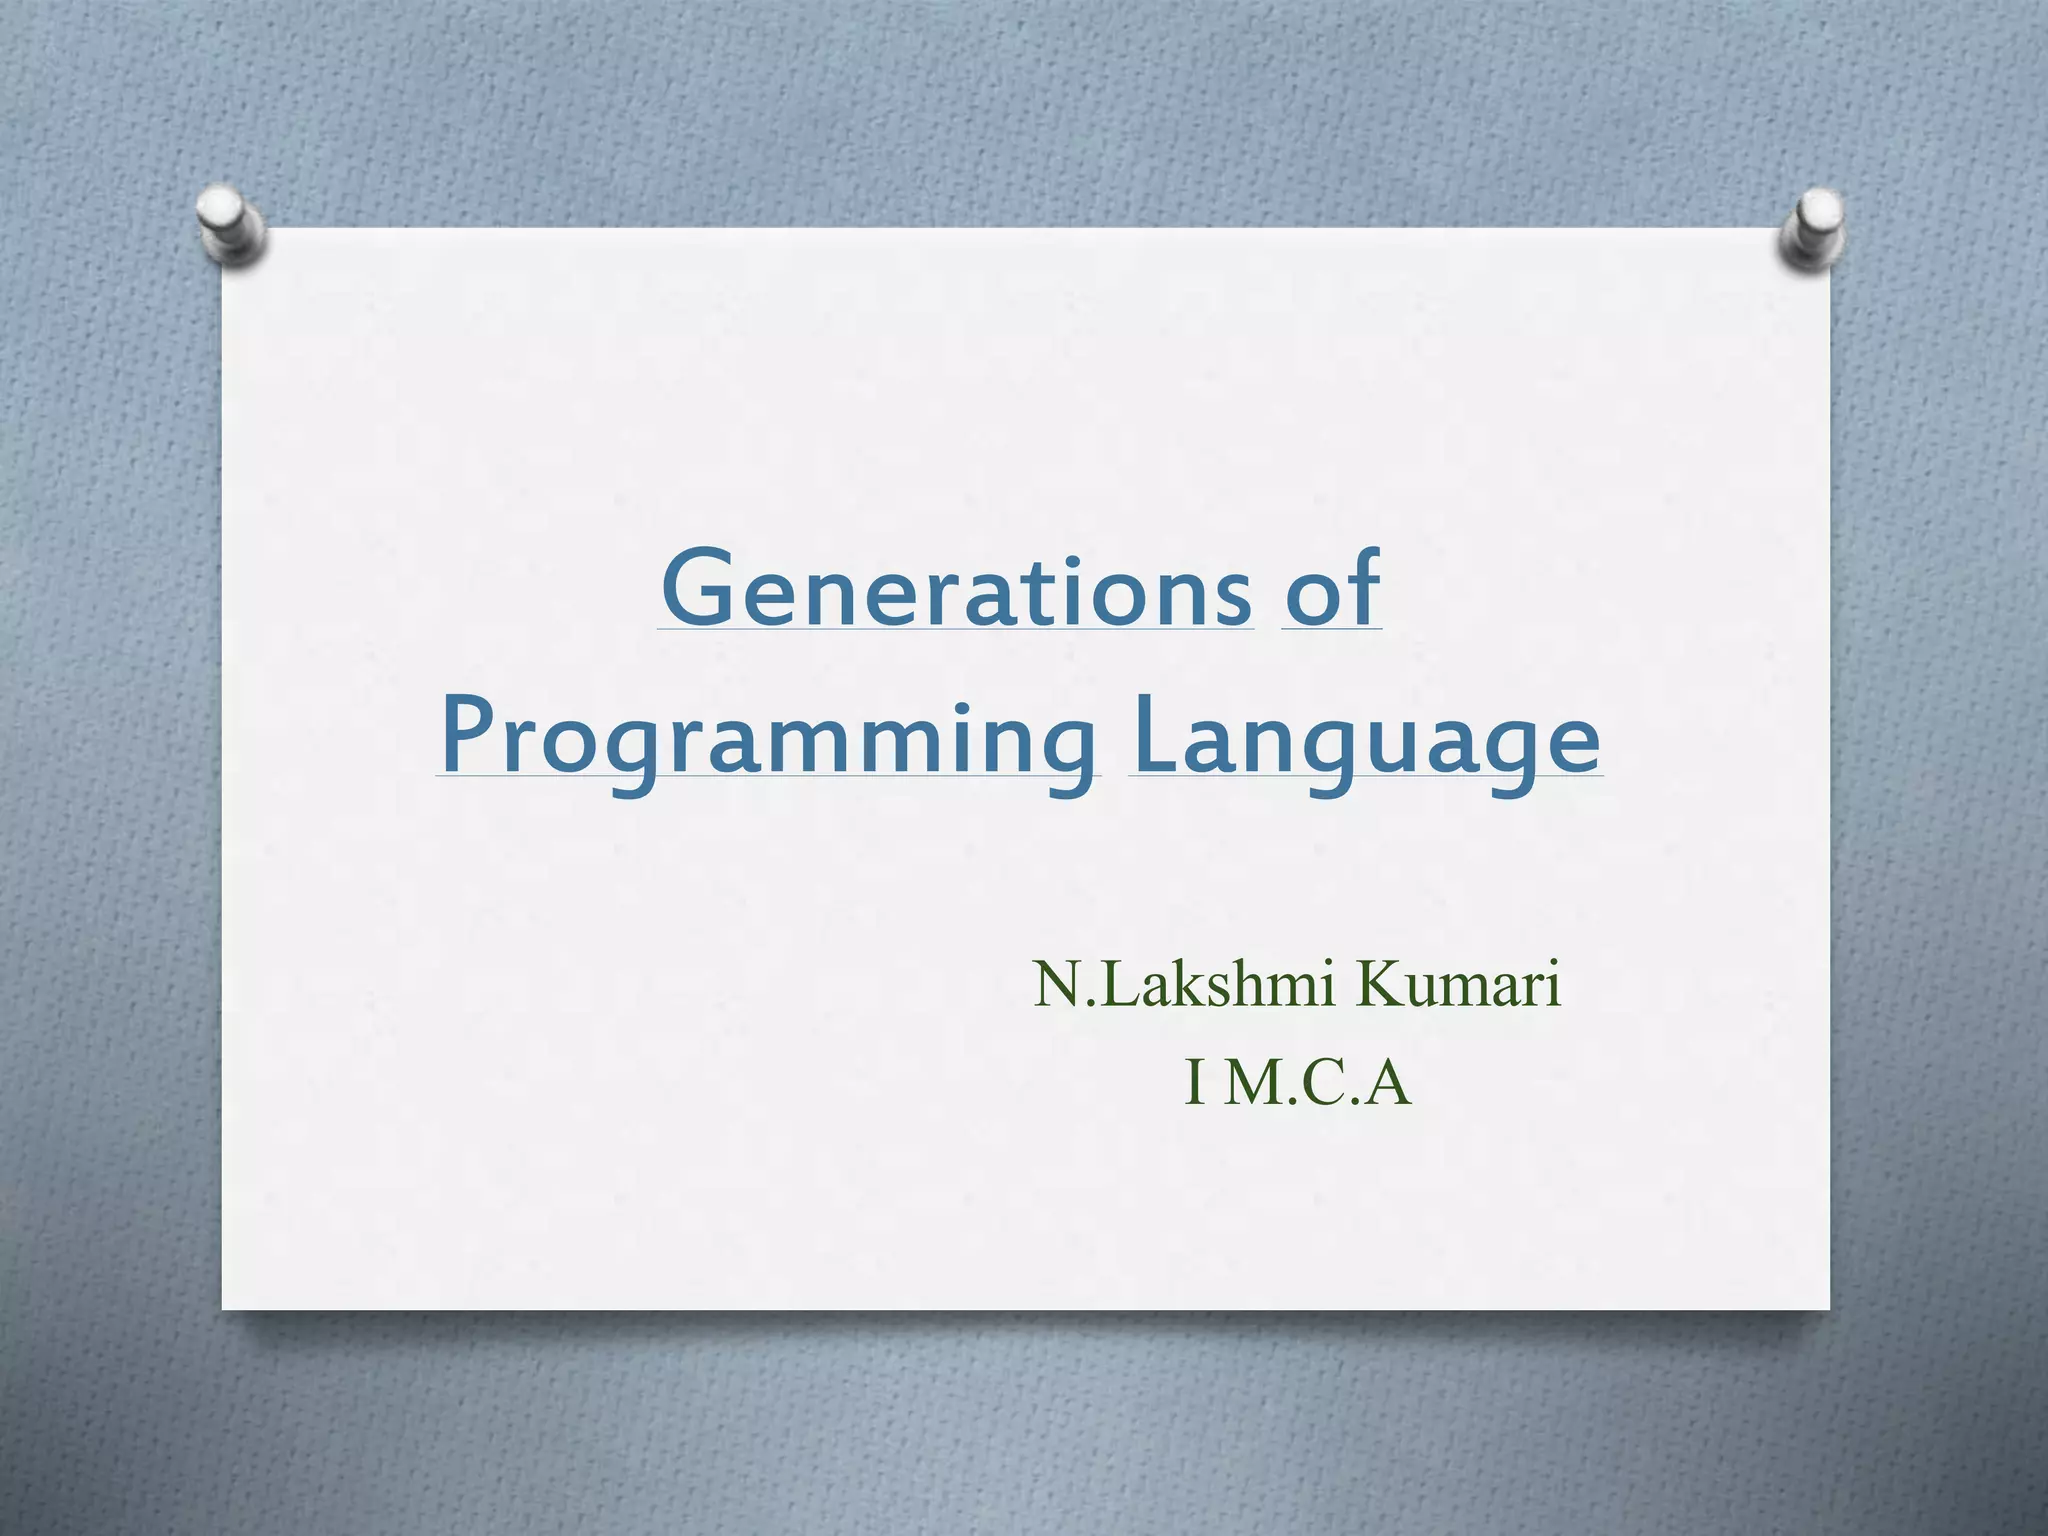 Generations of
Programming Language
N.Lakshmi Kumari
I M.C.A